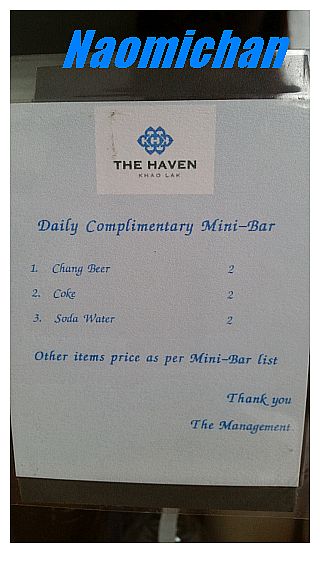 Naomichan
THE HAVEN
KHAO LAK
Daily Complimentary Mini-Bar
1. Chang Beer 2
2. Coke 2
3. Soda Water 2
Other items price as per Mini-Bar list
Thank you
The Management